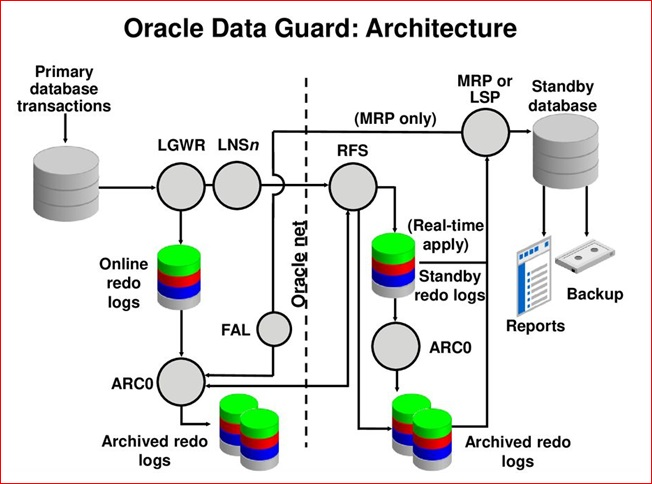 Oracle Data Guard: Architecture
Primary
database
transactions
MRP or
LSP
Standby
database
(MRP only)
LGWR
LNSn
RFS
Oracle net
(Real-time
apply)
Online
redo
logs
Standby
redo logs
Reports
Backup
FAL
ARC0
ARC0
Archived redo
logs
Archived redo
logs